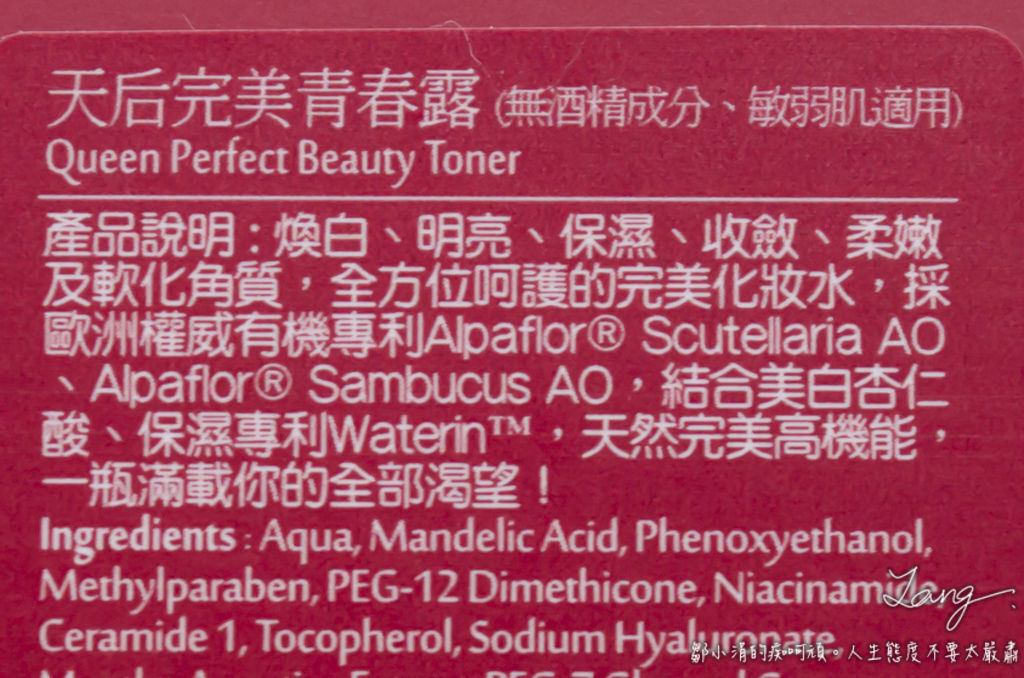 天后完美青春露(無酒精成分、敏弱肌適用)
Queen Perfect Beauty Toner
產品說明:煥白、明亮、保濕、收斂、柔嫩
及軟化角質,全方位呵護的完美化妝水,採
歐洲權威有機專利Alpaflor® Scutellaria AO
、Alpaflor® Sambucus AO,結合美白杏仁
酸、保濕專利Waterin™,天然完美高機能,
一瓶滿載你的全部渴望!
Ingredients : Aqua, Mandelic Acid, Phenoxyethanol,
Methylparaben, PEG-12 Dimethicone, Niacinamide,
Ceramide 1, Tocopherol, Sodium Hyaluronate,
鄒小涓的痰呵頑。人生態度不要太嚴肅